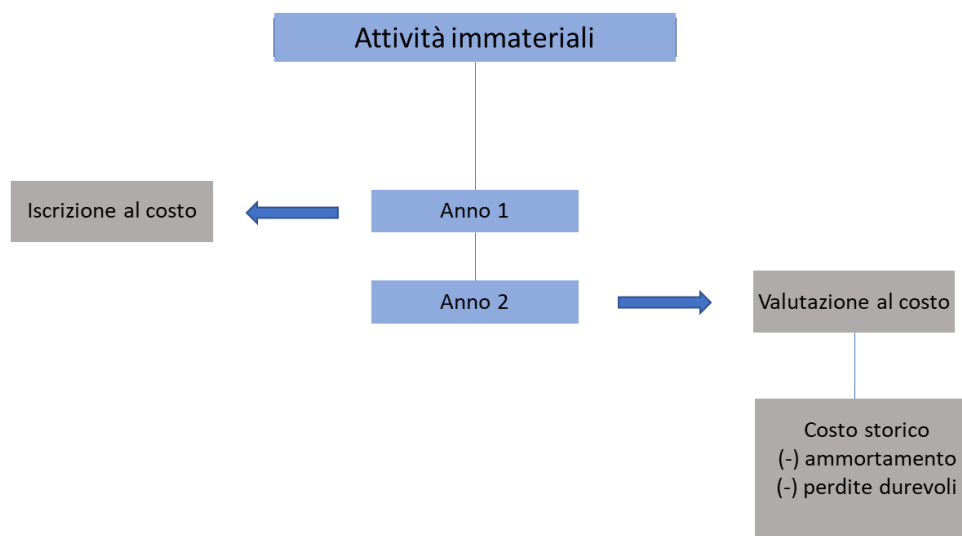 Attività immateriali
Iscrizione al costo
Anno 1
Anno 2
Valutazione al costo
Costo storico
(-) ammortamento
(-) perdite durevoli